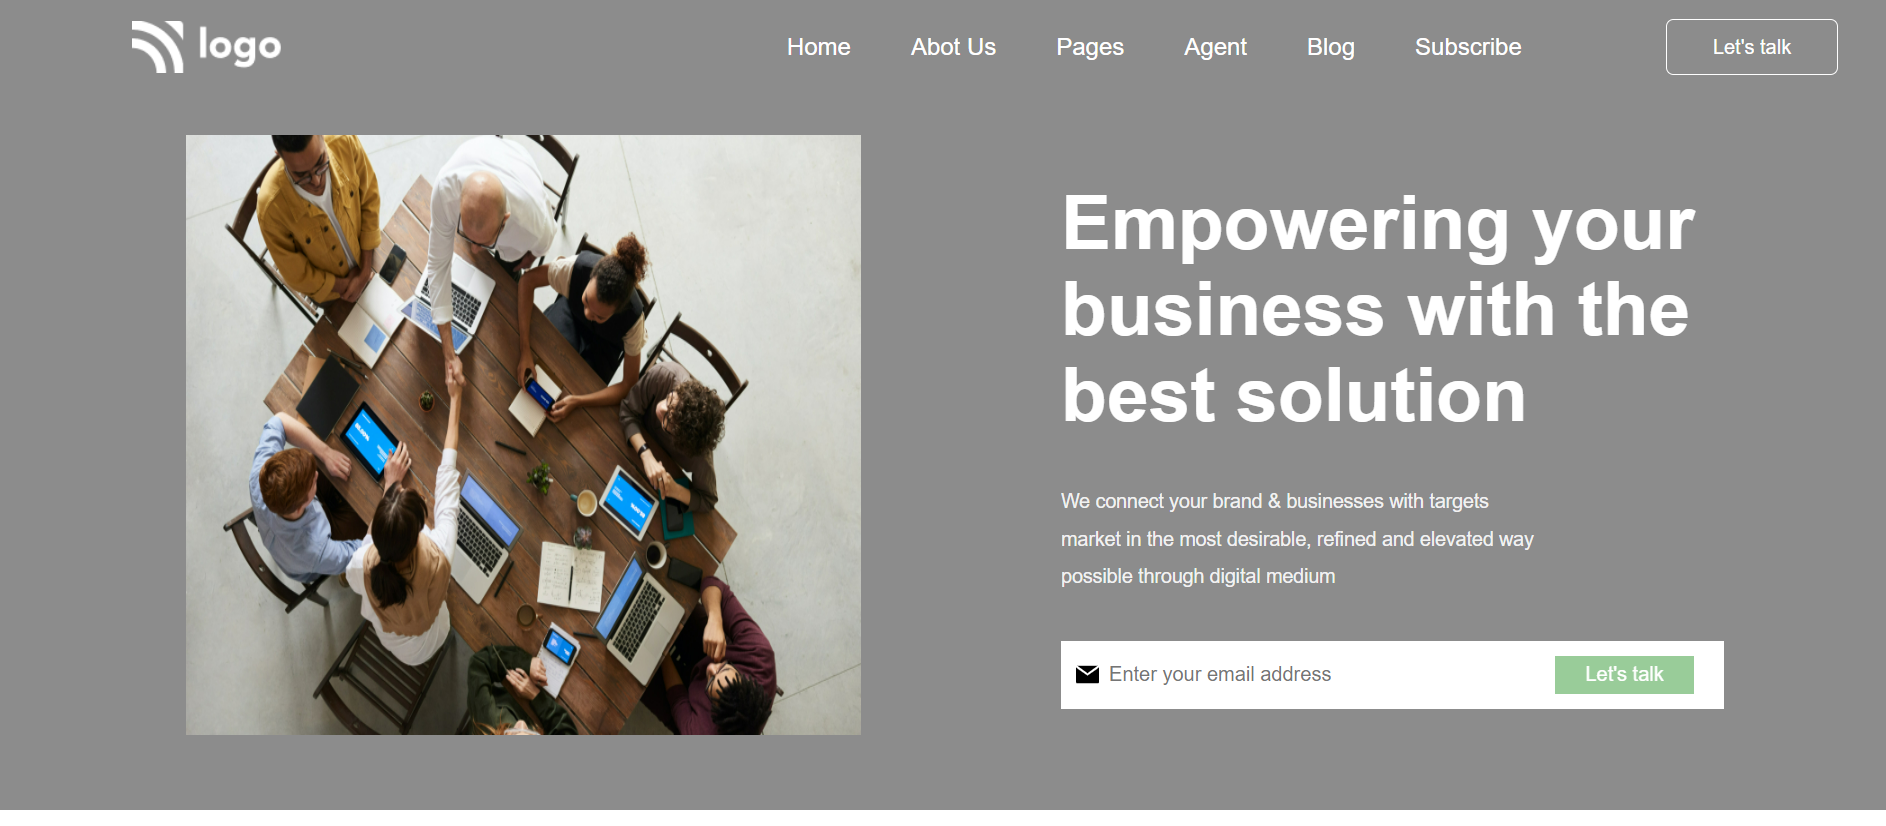 logo
Home
Abot Us
Pages
Agent
Blog
Subscribe
Let's talk
Empowering your
business with the
best solution
We connect your brand & businesses with targets
market in the most desirable, refined and elevated way
possible through digital medium
Enter your email address
Let's talk